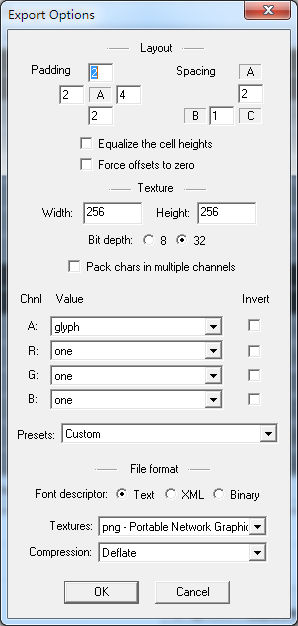 Export Options
Layout
Padding 2 Spacing A
2 A 4 2
2 B 1 C
Equalize the cell heights
Force offsets to zero
Texture
Width: 256 Height: 256
Bit depth: 8 32
Pack chars in multiple channels
Chnl Value Invert
A: glyph
R: one
G: one
B: one
Presets: Custom
File format
Font descriptor: Text XML Binary
Textures: png - Portable Network Graphic
Compression: Deflate
OK Cancel